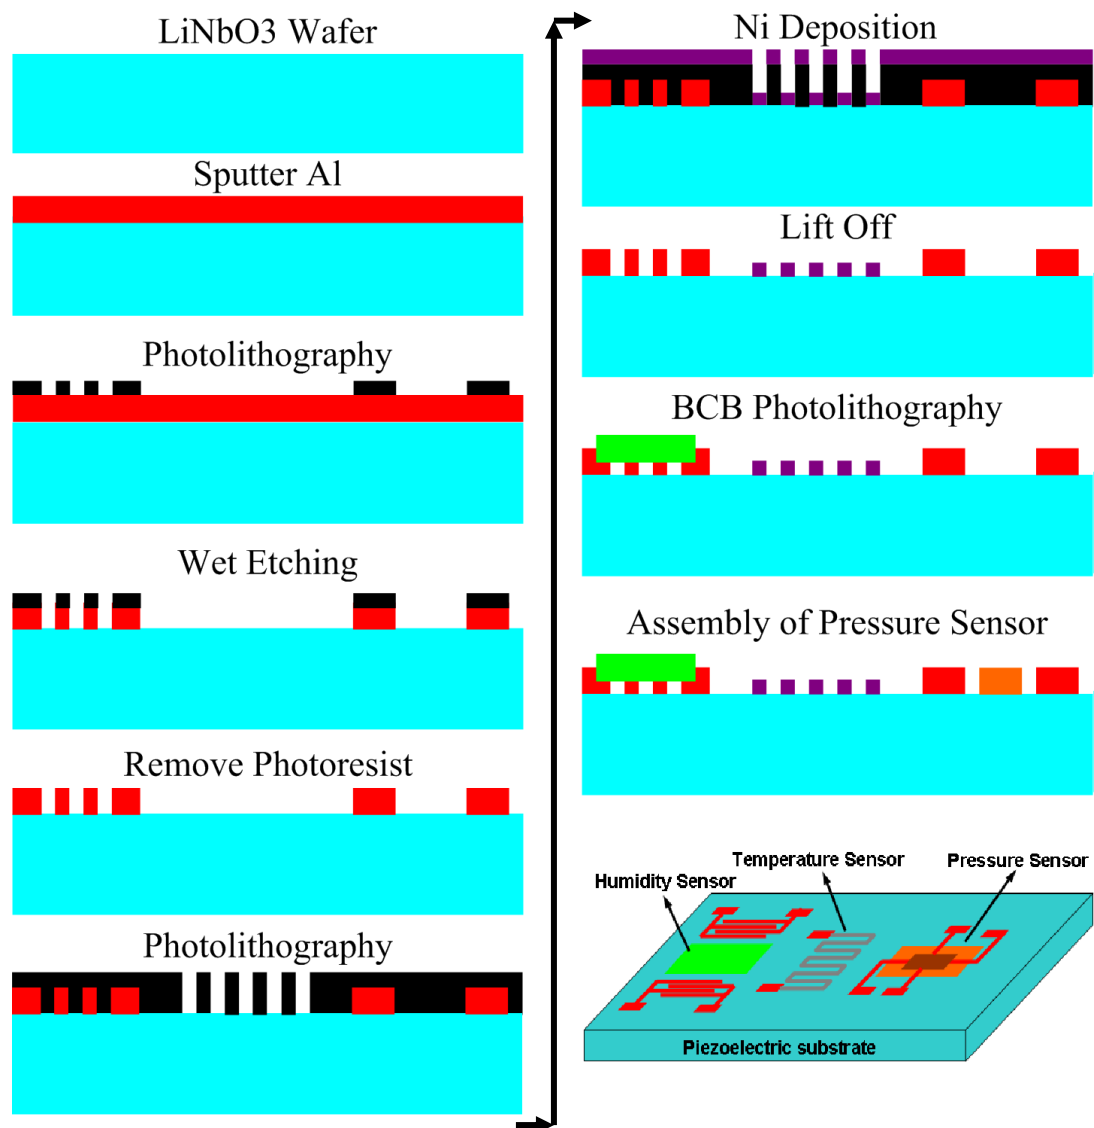 LiNbO3 Wafer
Sputter Al
Photolithography
Wet Etching
Remove Photoresist
Photolithography
Ni Deposition
Lift Off
BCB Photolithography
Assembly of Pressure Sensor
Temperature Sensor
Pressure Sensor
Humidity Sensor
Piezoelectric substrate